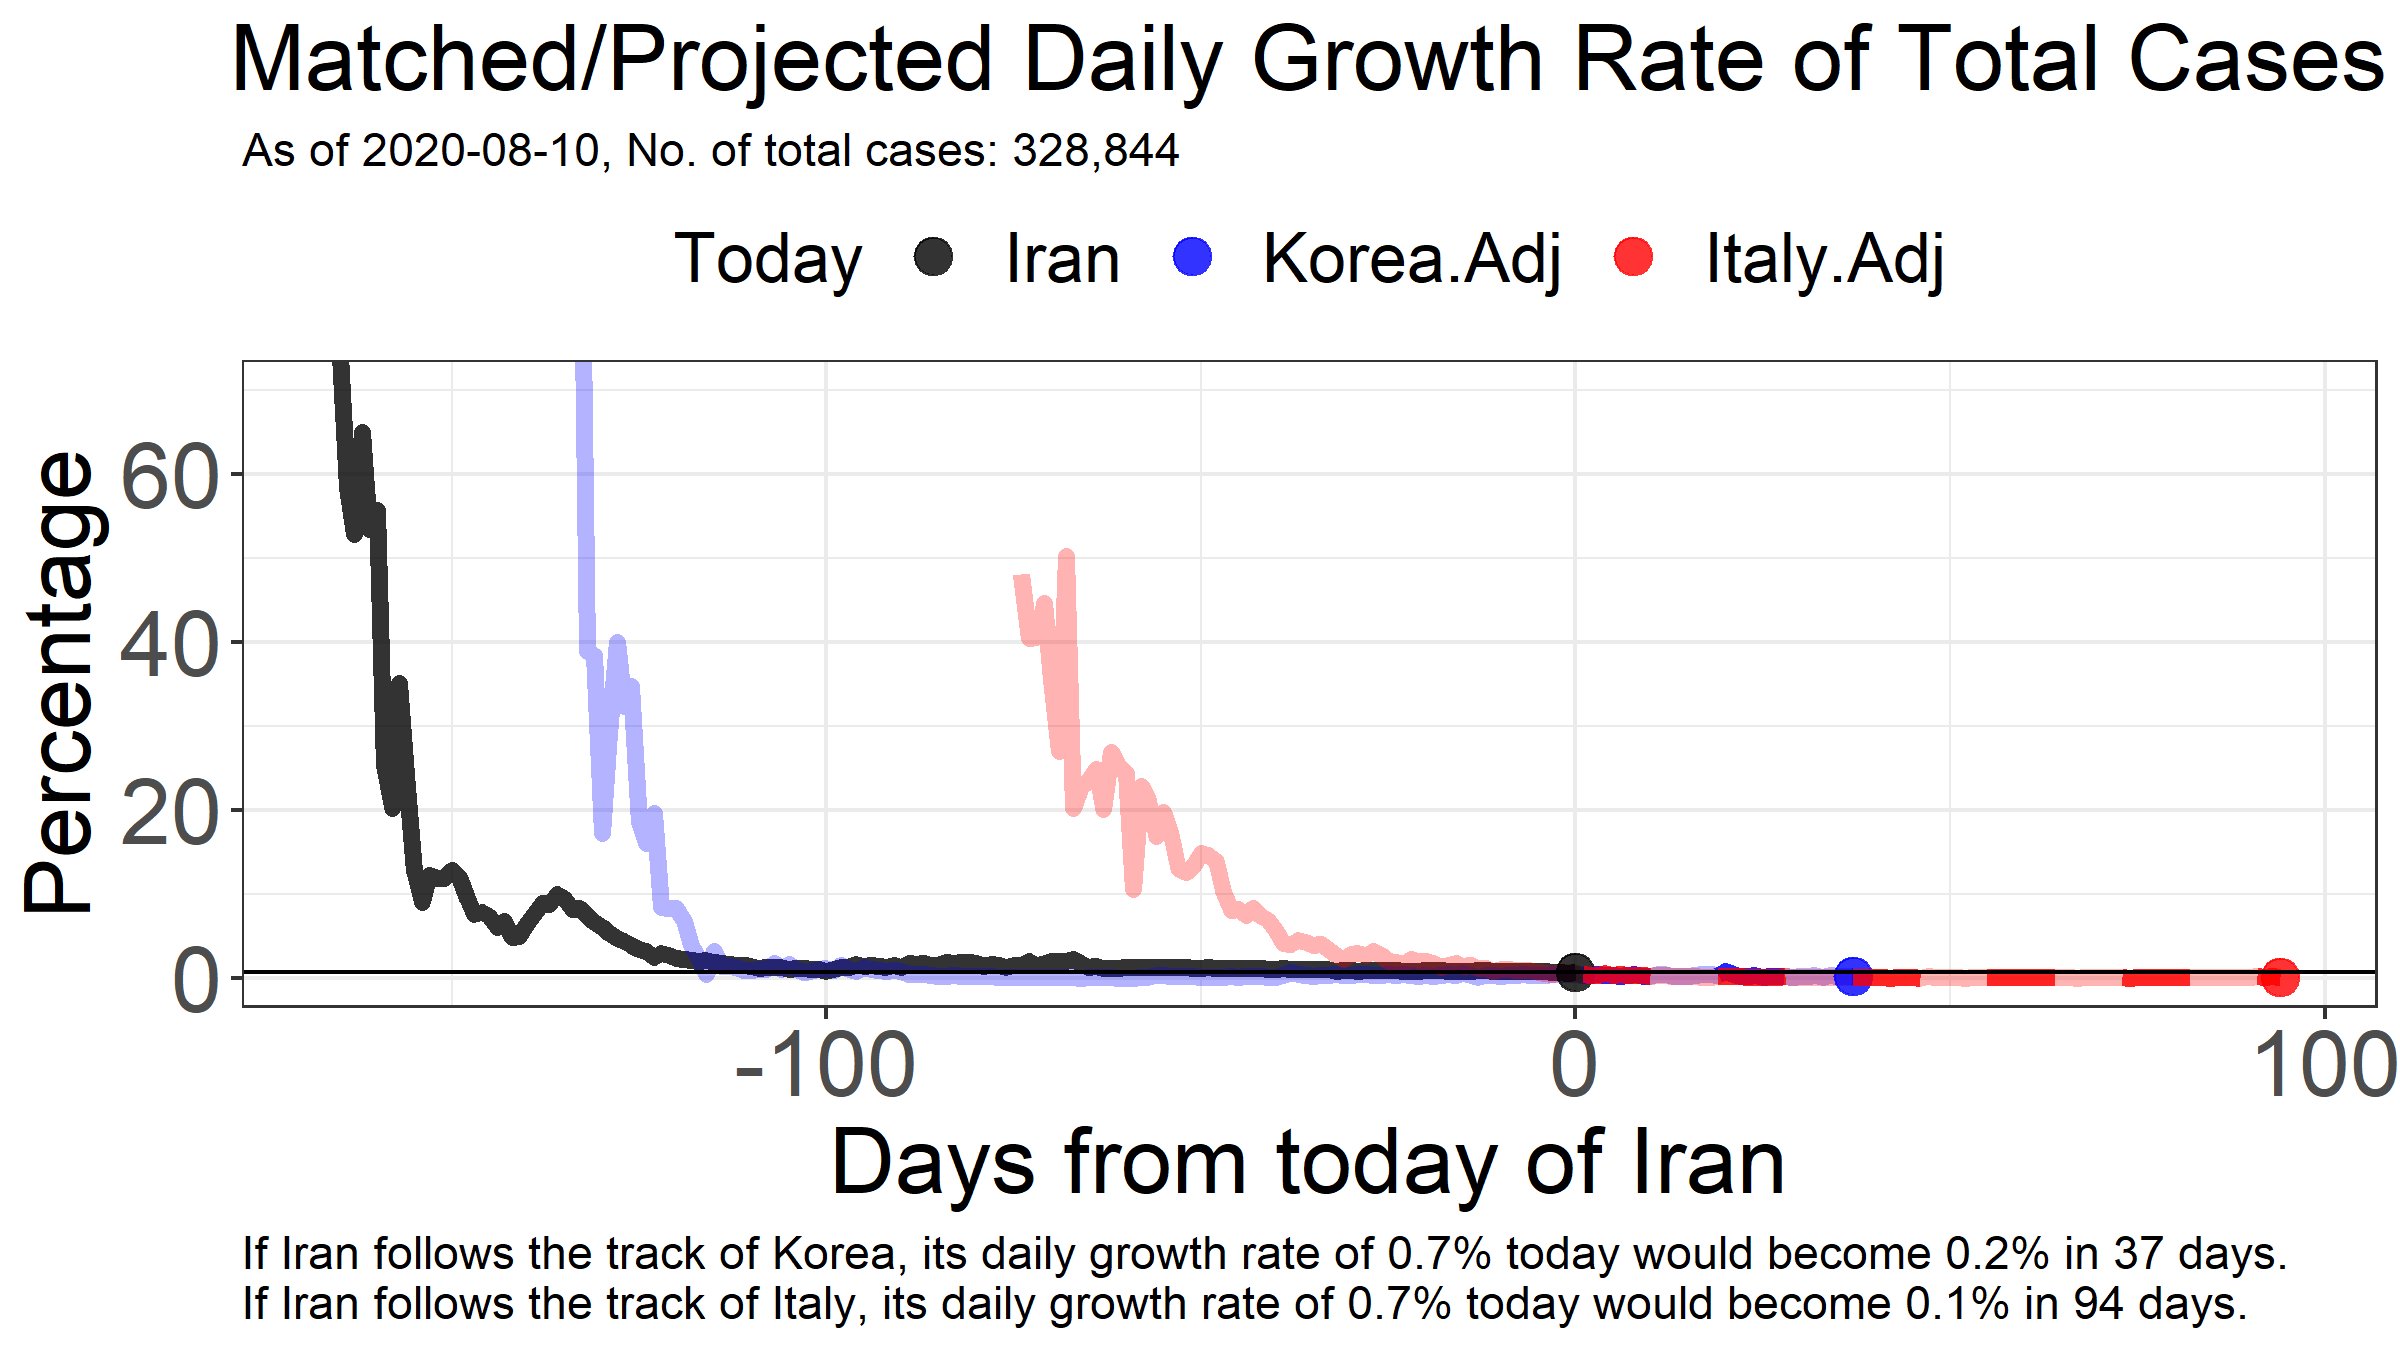 Matched/Projected Daily Growth Rate of Total Cases
As of 2020-08-10, No. of total cases: 328,844
Today Iran Korea.Adj Italy.Adj
Percentage
60
40
20
0
-100 0 100
Days from today of Iran
If Iran follows the track of Korea, its daily growth rate of 0.7% today would become 0.2% in 37 days.
If Iran follows the track of Italy, its daily growth rate of 0.7% today would become 0.1% in 94 days.